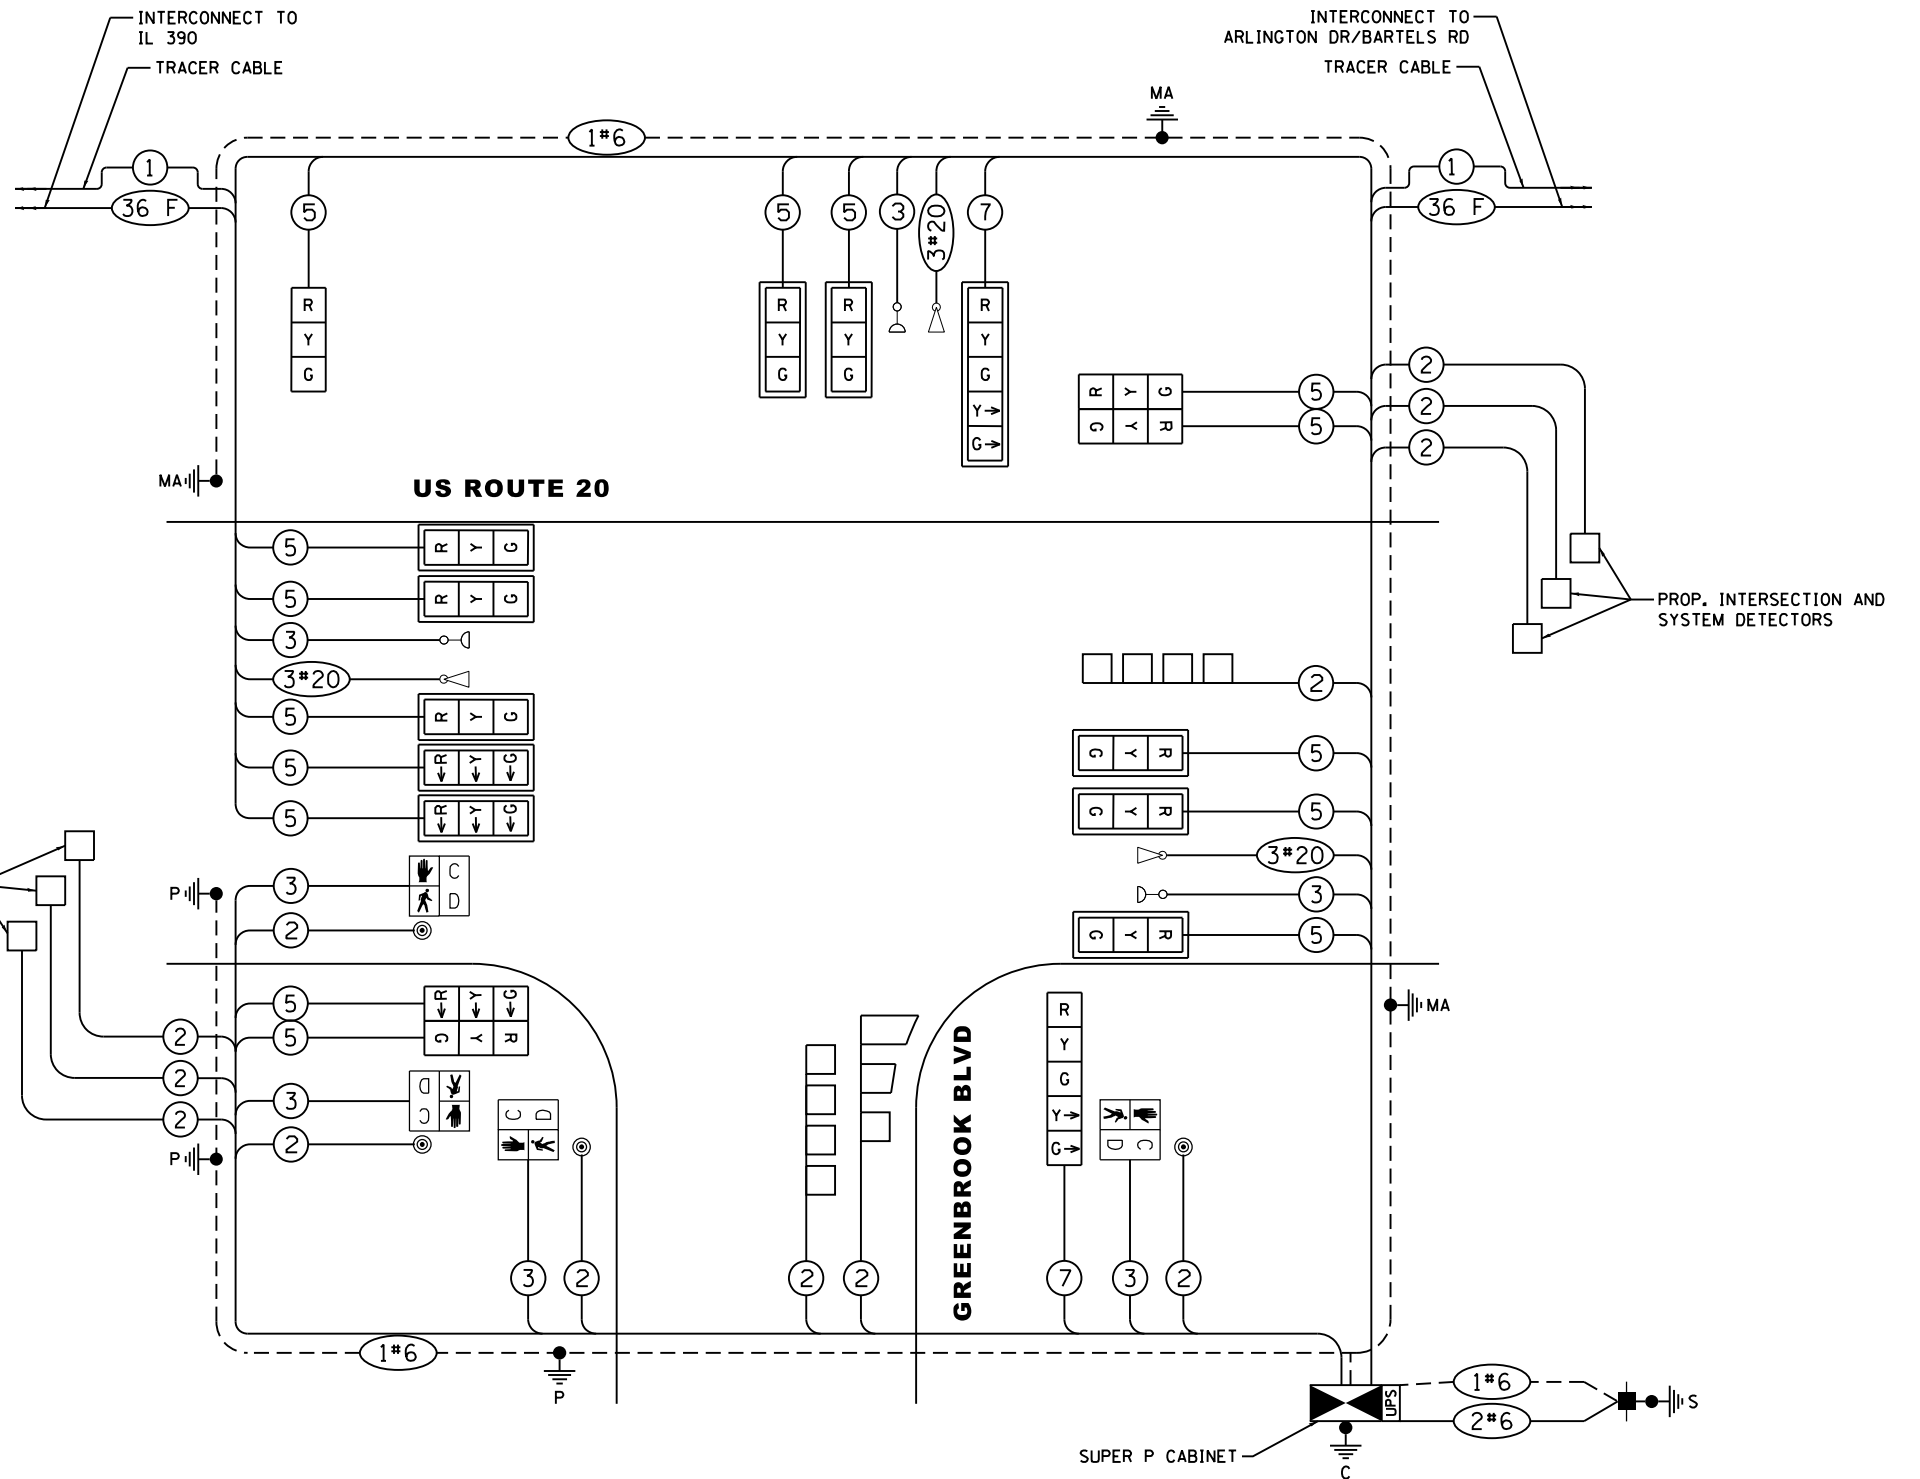 INTERCONNECT TO
IL 390
TRACER CABLE
INTERCONNECT TO
ARLINGTON DR/BARTELS RD
TRACER CABLE
MA
1#6
1
36 F
1
36 F
5
5
5
3
3#20
7
R
Y
G
R
Y
G
R
Y
G
R
Y
G
Y→
G→
R Y G
G Y R
5
5
2
2
2
MA
US ROUTE 20
5
R Y G
5
R Y G
3
3#20
5
R Y G
5
←R ←Y ←G
5
←R ←Y ←G
PROP. INTERSECTION AND
SYSTEM DETECTORS
2
G Y R
5
G Y R
5
3#20
3
G Y R
5
P
3
C
D
2
5
←R ←Y ←G
5
G Y R
2
2
2
3
D
C
2
P
C D
3
2
2
2
GREENBROOK BLVD
R
Y
G
Y→
G→
7
D C
3
2
MA
1#6
P
UPS
1#6
2#6
S
SUPER P CABINET
C